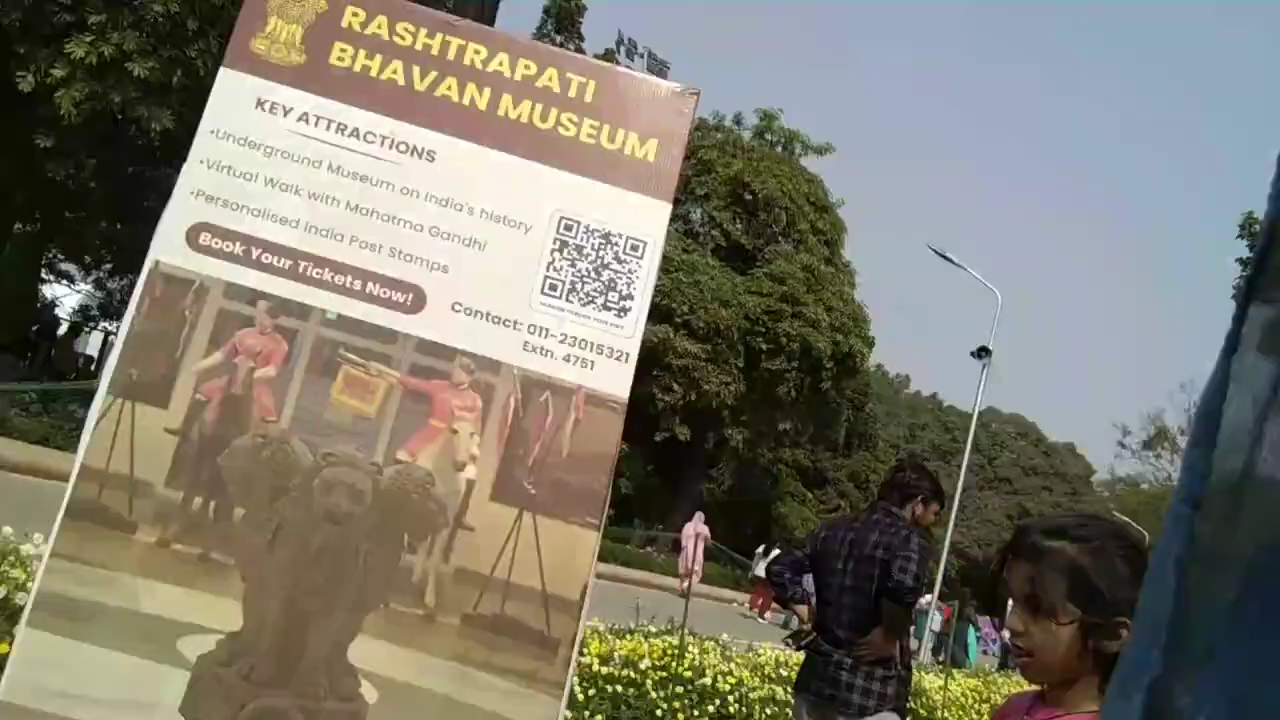 RASHTRAPATI
BHAVAN MUSEUM
KEY ATTRACTIONS
•Underground Museum on India's history
•Virtual Walk with Mahatma Gandhi
•Personalised India Post Stamps
Book Your Tickets Now!
Contact: 011-23015321
Extn. 4751